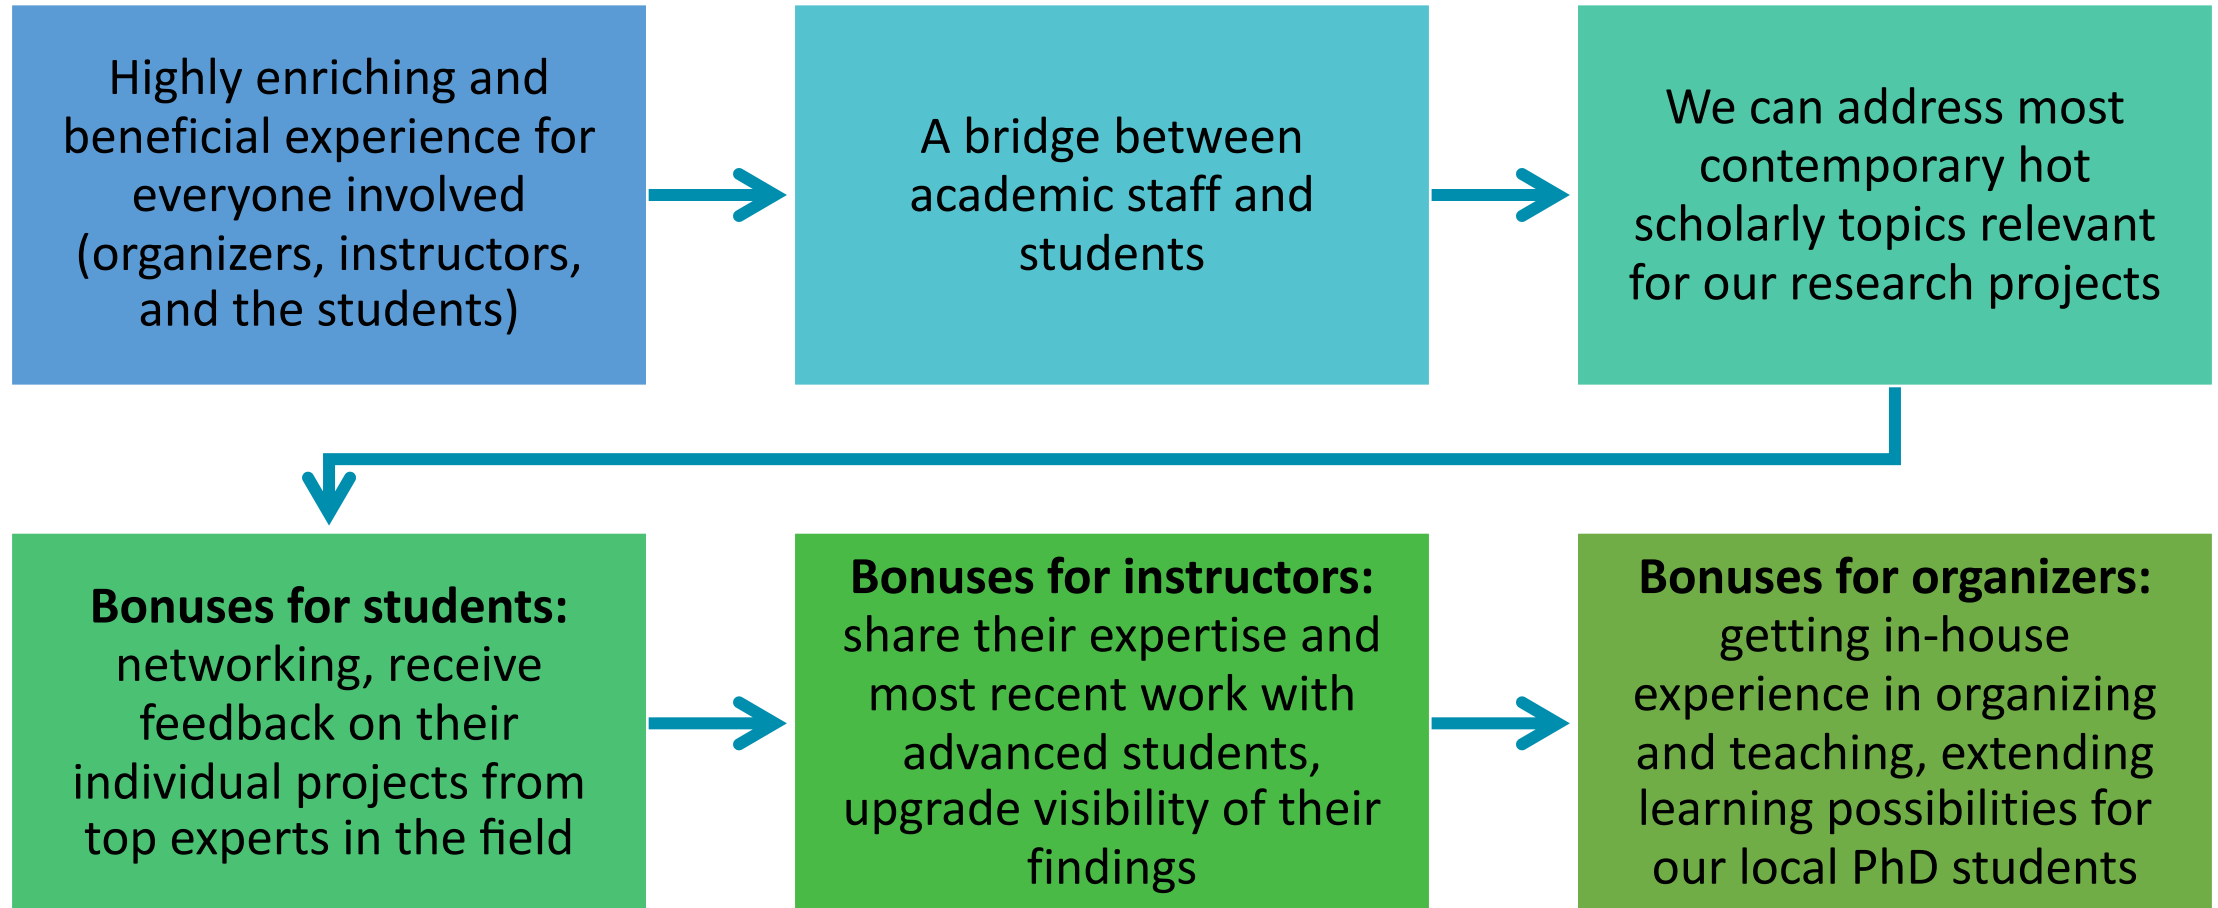 Highly enriching and
beneficial experience for
everyone involved
(organizers, instructors,
and the students)
A bridge between
academic staff and
students
We can address most
contemporary hot
scholarly topics relevant
for our research projects
Bonuses for students:
networking, receive
feedback on their
individual projects from
top experts in the field
Bonuses for instructors:
share their expertise and
most recent work with
advanced students,
upgrade visibility of their
findings
Bonuses for organizers:
getting in-house
experience in organizing
and teaching, extending
learning possibilities for
our local PhD students